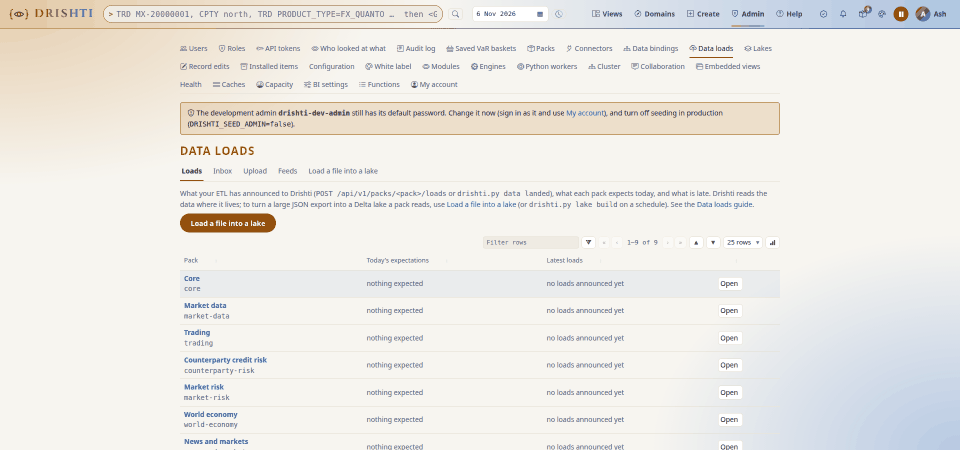 {👁} DRISHTI
> TRD MX-20000001, CPTY north, TRD PRODUCT_TYPE=FX_QUANTO … then <G
6 Nov 2026
Views
Domains
Create
Admin
Help
A Ash
Users
Roles
API tokens
Who looked at what
Audit log
Saved VaR baskets
Packs
Connectors
Data bindings
Data loads
Lakes
Record edits
Installed items
Configuration
White label
Modules
Engines
Python workers
Cluster
Collaboration
Embedded views
Health
Caches
Capacity
BI settings
Functions
My account
The development admin drishti-dev-admin still has its default password. Change it now (sign in as it and use My account), and turn off seeding in production
(DRISHTI_SEED_ADMIN=false).
DATA LOADS
Loads
Inbox
Upload
Feeds
Load a file into a lake
What your ETL has announced to Drishti (POST /api/v1/packs/<pack>/loads or drishti.py data landed), what each pack expects today, and what is late. Drishti reads the
data where it lives; to turn a large JSON export into a Delta lake a pack reads, use Load a file into a lake (or drishti.py lake build on a schedule). See the Data loads guide.
Load a file into a lake
Filter rows
« ‹ 1–9 of 9 › »
25 rows
Pack
Today's expectations
Latest loads
Core
core
nothing expected
no loads announced yet
Open
Market data
market-data
nothing expected
no loads announced yet
Open
Trading
trading
nothing expected
no loads announced yet
Open
Counterparty credit risk
counterparty-risk
nothing expected
no loads announced yet
Open
Market risk
market-risk
nothing expected
no loads announced yet
Open
World economy
world-economy
nothing expected
no loads announced yet
Open
News and markets
nothing expected
no loads announced yet
Open